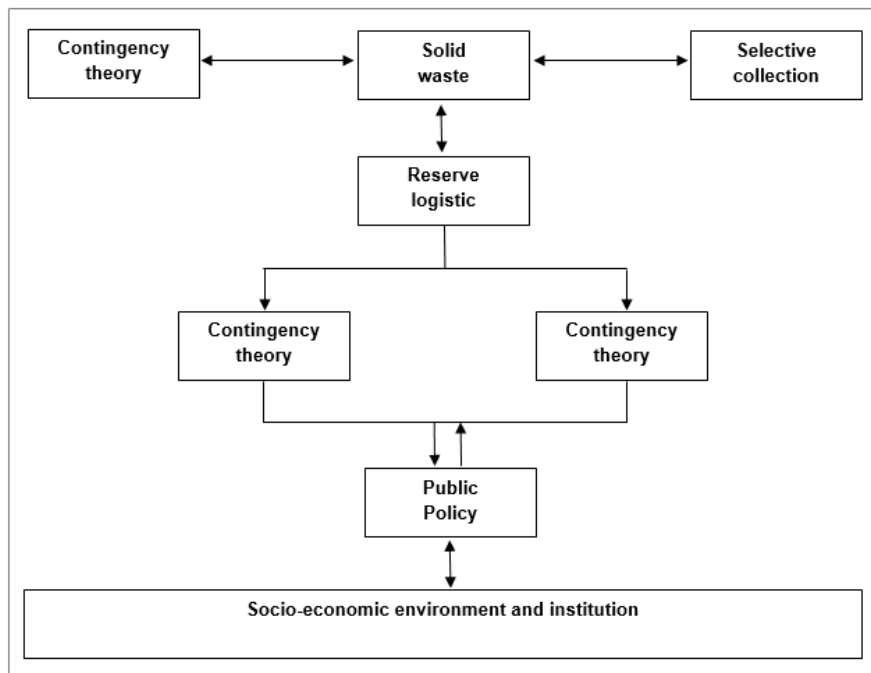 Contingency
theory
Solid
waste
Selective
collection
Reserve
logistic
Contingency
theory
Contingency
theory
Public
Policy
Socio-economic environment and institution